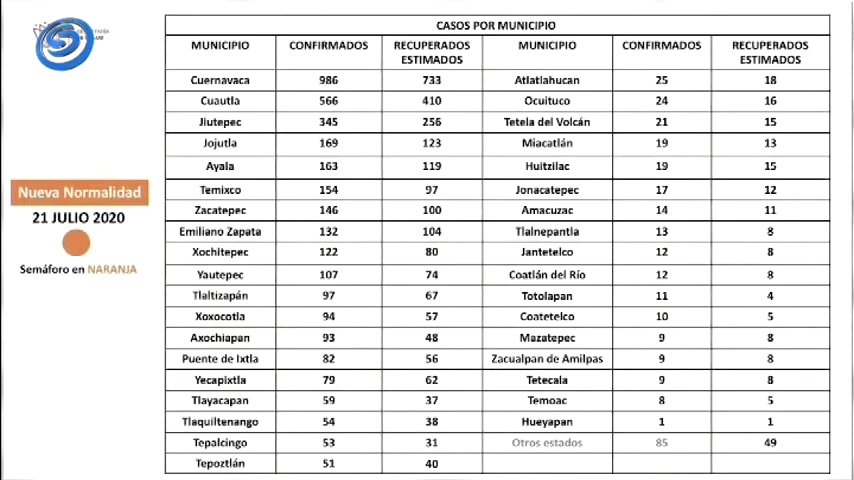 CASOS POR MUNICIPIO
MUNICIPIO CONFIRMADOS RECUPERADOS ESTIMADOS MUNICIPIO CONFIRMADOS RECUPERADOS ESTIMADOS
Cuernavaca 986 733 Atlatlahucan 25 18
Cuautla 566 410 Ocuituco 24 16
Jiutepec 345 256 Tetela del Volcán 21 15
Jojutla 169 123 Miacatlán 19 13
Ayala 163 119 Huitzilac 19 15
Temixco 154 97 Jonacatepec 17 12
Zacatepec 146 100 Amacuzac 14 11
Emiliano Zapata 132 104 Tlalnepantla 13 8
Xochitepec 122 80 Jantetelco 12 8
Yautepec 107 74 Coatlán del Río 12 8
Tlaltizapán 97 67 Totolapan 11 4
Xoxocotla 94 57 Coatetelco 10 5
Axochiapan 93 48 Mazatepec 9 8
Puente de Ixtla 82 56 Zacualpan de Amilpas 9 8
Yecapixtla 79 62 Tetecala 9 8
Tlayacapan 59 37 Temoac 8 5
Tlaquiltenango 54 38 Hueyapan 1 1
Tepalcingo 53 31 Otros estados 85 49
Tepoztlán 51 40
Nueva Normalidad
21 JULIO 2020
Semáforo en NARANJA